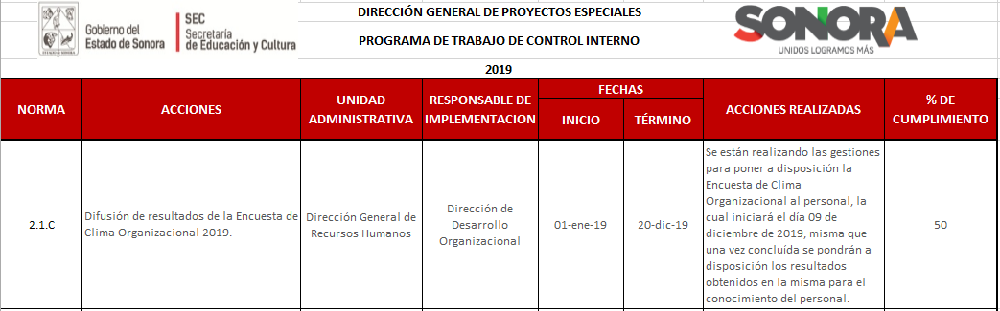 Gobierno del
Estado de Sonora
SEC
Secretaría
de Educación y Cultura
DIRECCIÓN GENERAL DE PROYECTOS ESPECIALES
PROGRAMA DE TRABAJO DE CONTROL INTERNO
2019
SONORA
UNIDOS LOGRAMOS MÁS
NORMA
ACCIONES
UNIDAD
ADMINISTRATIVA
RESPONSABLE DE
IMPLEMENTACION
FECHAS
INICIO
TÉRMINO
ACCIONES REALIZADAS
% DE
CUMPLIMIENTO
2.1.C
Difusión de resultados de la Encuesta de
Clima Organizacional 2019.
Dirección General de
Recursos Humanos
Dirección de
Desarrollo
Organizacional
01-ene-19
20-dic-19
Se están realizando las gestiones
para poner a disposición la
Encuesta de Clima
Organizacional al personal, la
cual iniciará el día 09 de
diciembre de 2019, misma que
una vez concluída se pondrán a
disposición los resultados
obtenidos en la misma para el
conocimiento del personal.
50